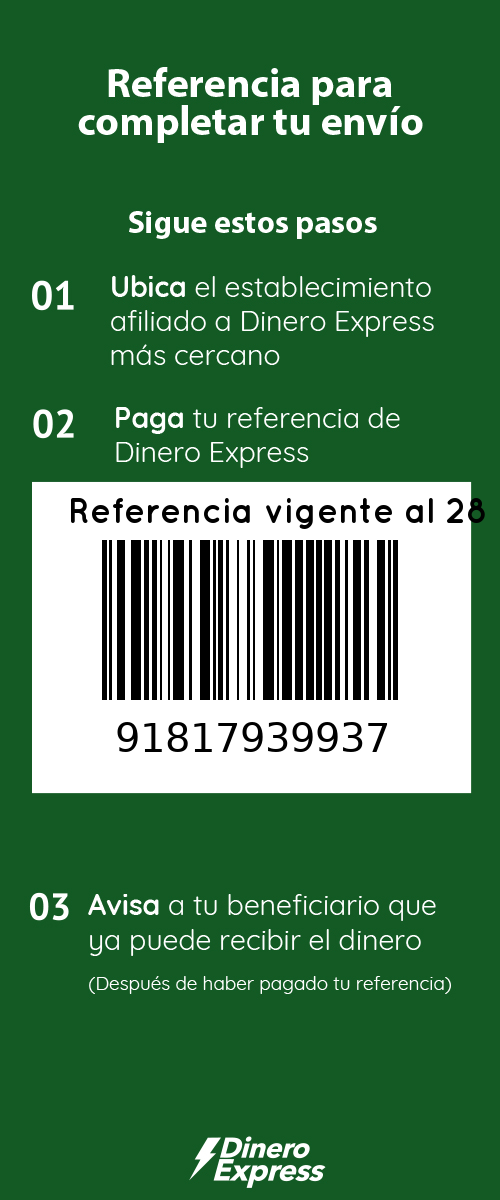 Referencia para
completar tu envío
Sigue estos pasos
01
Ubica el establecimiento
afiliado a Dinero Express
más cercano
02
Paga tu referencia de
Dinero Express
Referencia vigente al 28
91817939937
03
Avisa a tu beneficiario que
ya puede recibir el dinero
(Después de haber pagado tu referencia)
Dinero
Express